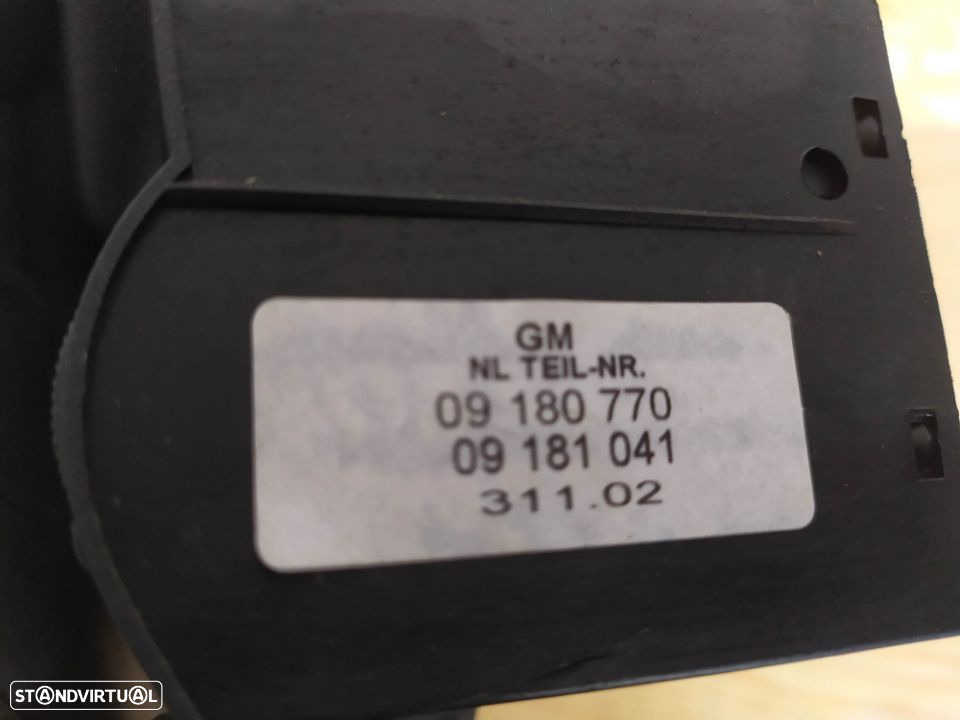 GM
NL TEIL-NR.
09 180 770
09 181 041
311.02
STANDVIRTUAL